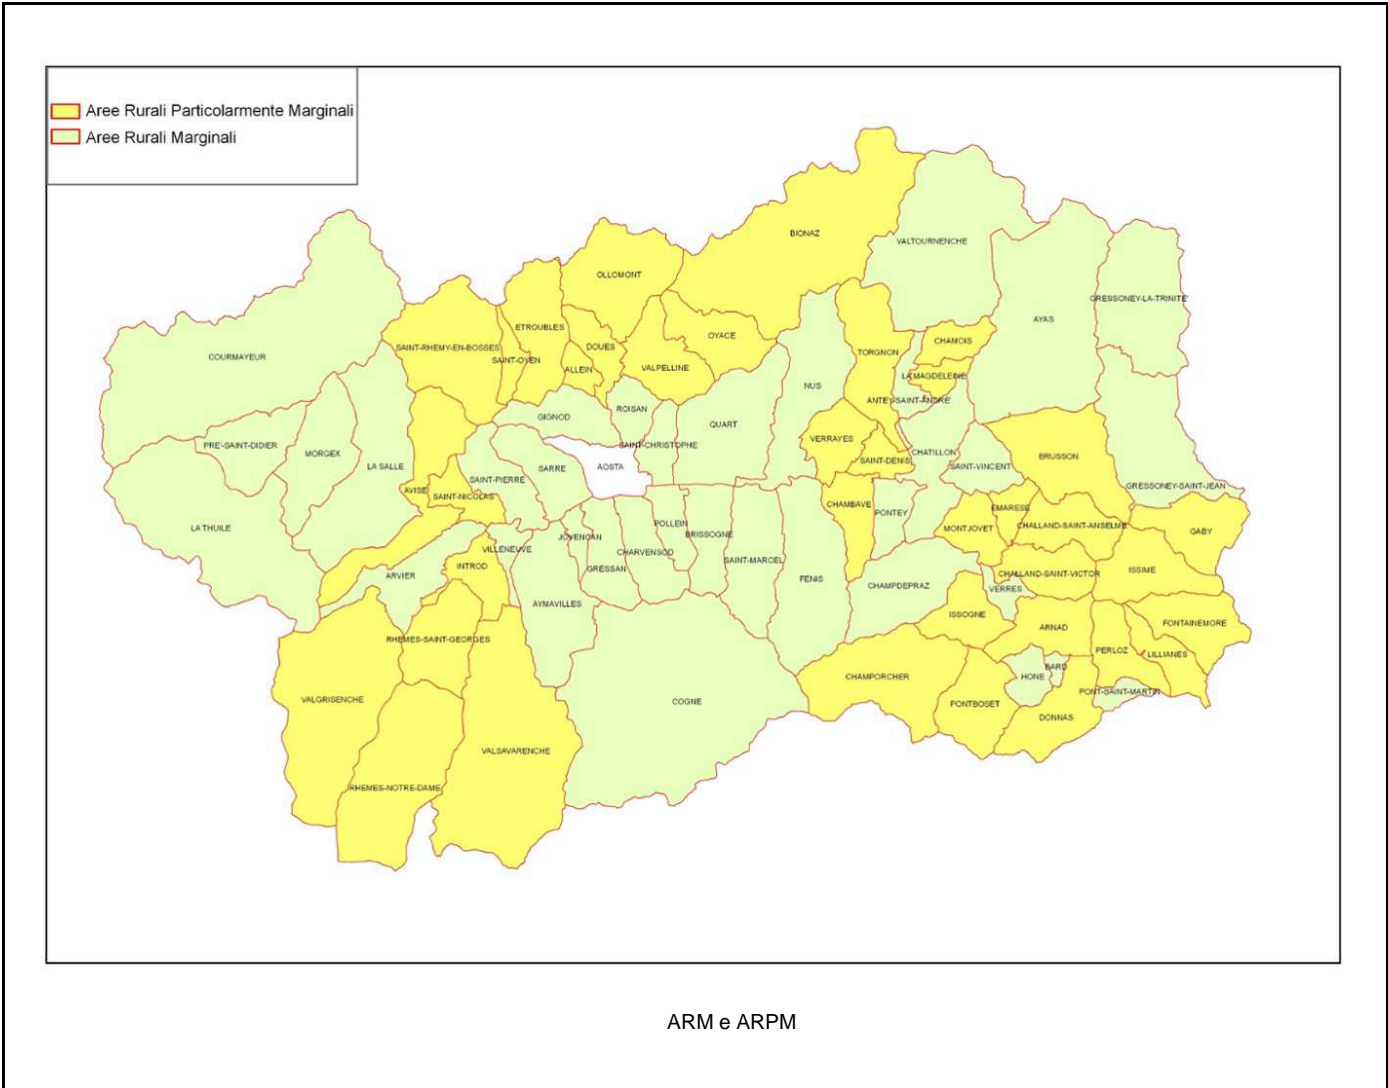 Aree Rurali Particolarmente Marginali
Aree Rurali Marginali
BIONAZ
VALTOURNENCHE
OLLOMONT
GRESSONEY-LA-TRINITE'
AYAS
ETROUBLES
OYACE
CHAMOIS
SAINT-RHEMY-EN-BOSSES
DOUES
TORGNON
COURMAYEUR
SAINT-OYEN
ALLEIN
VALPELLINE
LA MAGDELEINE
NUS
ANTEY-SAINT-ANDRE'
ROISAN
GIGNOD
QUART
PRE'-SAINT-DIDIER
SAINT-CHRISTOPHE
VERRAYES
MORGEX
CHATILLON
BRUSSON
LA SALLE
SARRE
AOSTA
SAINT-DENIS
SAINT-VINCENT
SAINT-PIERRE
GRESSONEY-SAINT-JEAN
AVISE
SAINT-NICOLAS
CHAMBAVE
EMARESE
PONTEY
LA THUILE
POLLEIN
MONTJOVET
CHALLAND-SAINT-ANSELME
GABY
JOVENCAN
BRISSOGNE
VILLENEUVE
CHARVENSOD
SAINT-MARCEL
INTROD
GRESSAN
ISSIME
ARVIER
FENIS
CHALLAND-SAINT-VICTOR
CHAMPDEPRAZ
VERRES
AYMAVILLES
ISSOGNE
FONTAINEMORE
ARNAD
RHEMES-SAINT-GEORGES
PERLOZ
LILLIANES
BARD
CHAMPORCHER
HONE
PONT-SAINT-MARTIN
VALGRISENCHE
COGNE
PONTBOSET
DONNAS
VALSAVARENCHE
RHEMES-NOTRE-DAME
ARM e ARPM